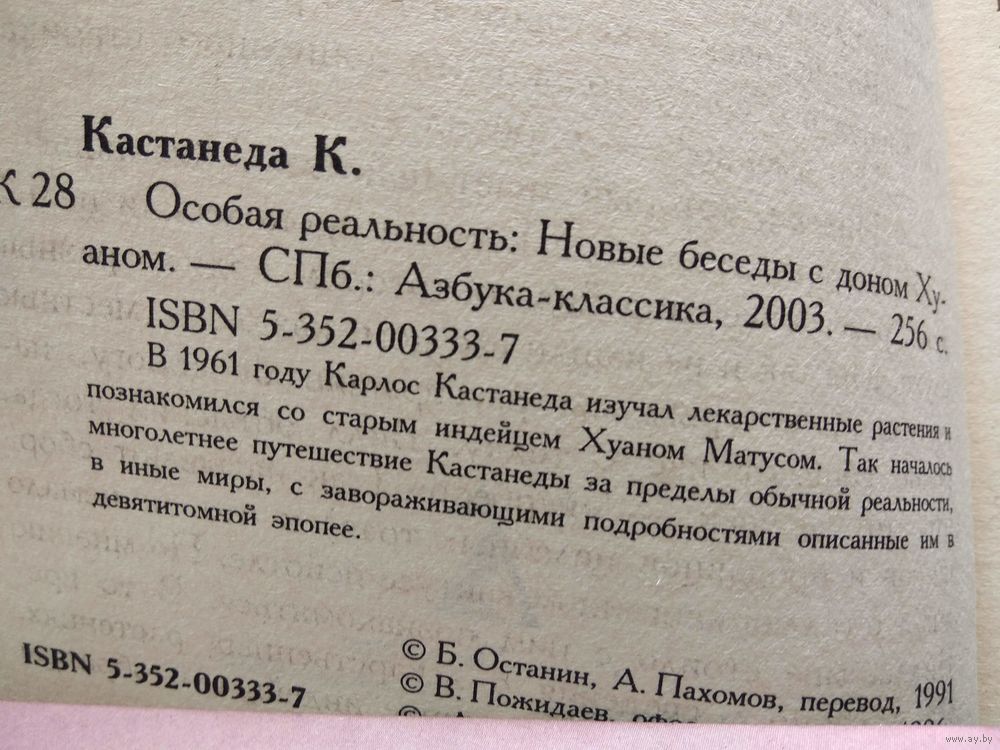 Кастанеда К.
К 28 Особая реальность: Новые беседы с доном Ху-
аном. — СПб.: Азбука-классика, 2003. — 256 с.
ISBN 5-352-00333-7
В 1961 году Карлос Кастанеда изучал лекарственные растения и
познакомился со старым индейцем Хуаном Матусом. Так началось
многолетнее путешествие Кастанеды за пределы обычной реальности,
в иные миры, с завораживающими подробностями описанные им в
девятитомной эпопее.
© Б. Останин, А. Пахомов, перевод, 1991
ISBN 5-352-00333-7
© В. Пожидаев,
©
www.ay.by